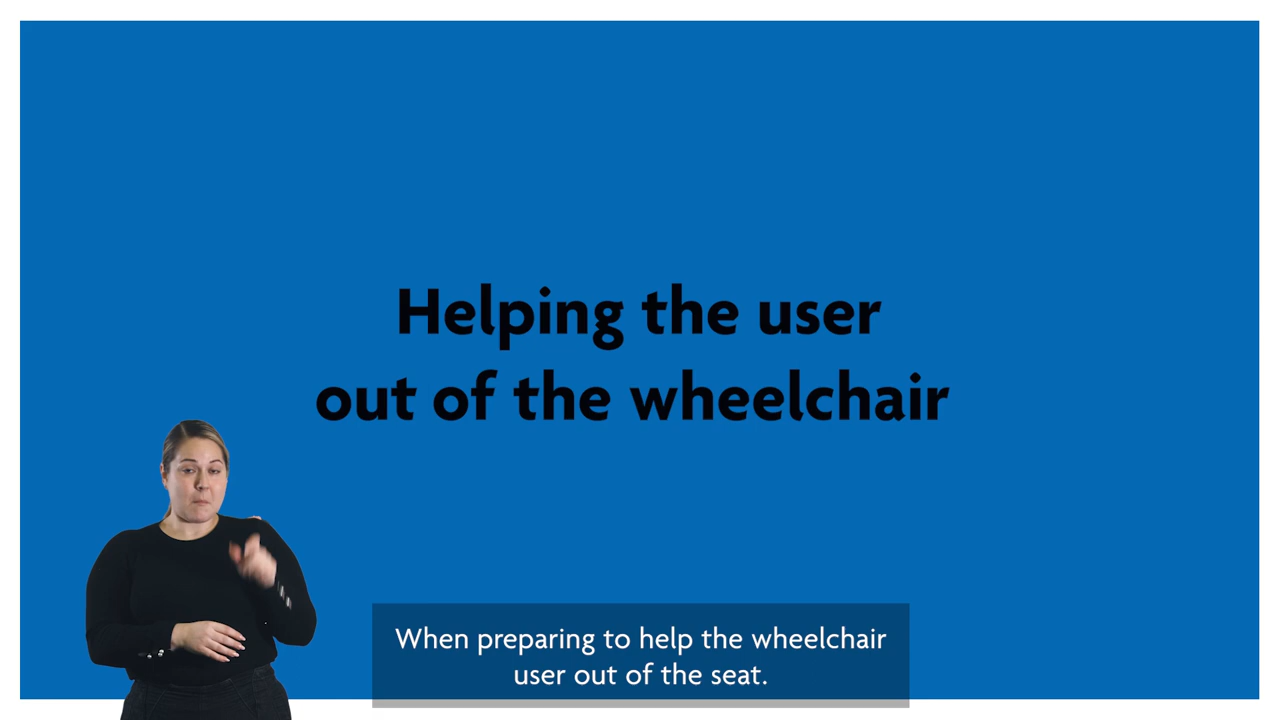 Helping the user
out of the wheelchair
When preparing to help the wheelchair
user out of the seat.